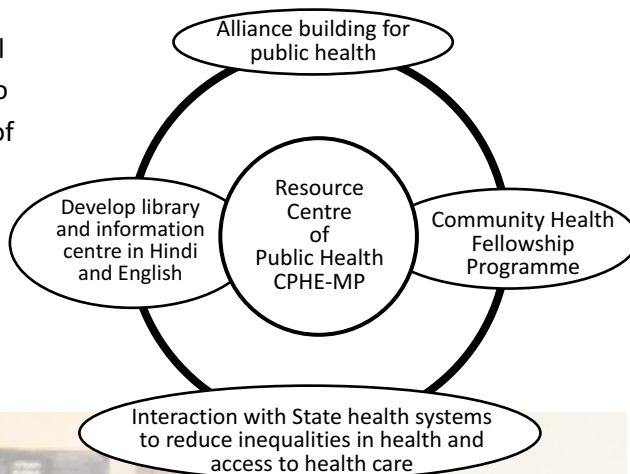 Alliance building for
public health
of
Develop library
and information
centre in Hindi
and English
Resource
Centre
of
Public Health
CPHE-MP
Community Health
Fellowship
Programme
Interaction with State health systems
to reduce inequalities in health and
access to health care